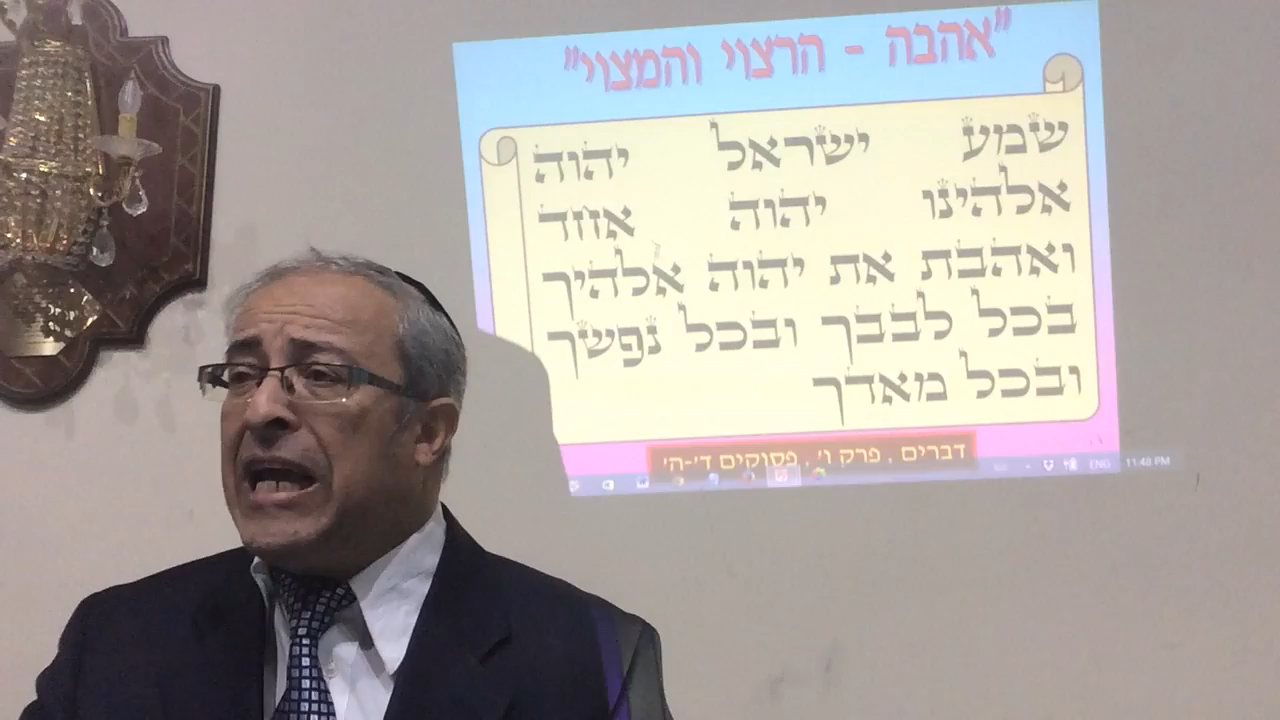 "אהבה - הרצוי והמצוי"
שמע ישראל יהוה
אלהינו יהוה אחד
ואהבת את יהוה אלהיך
בכל לבבך ובכל נפשך
ובכל מאדך
דברים , פרק ו' , פסוקים ד'-ה'
ENG 11:48 PM